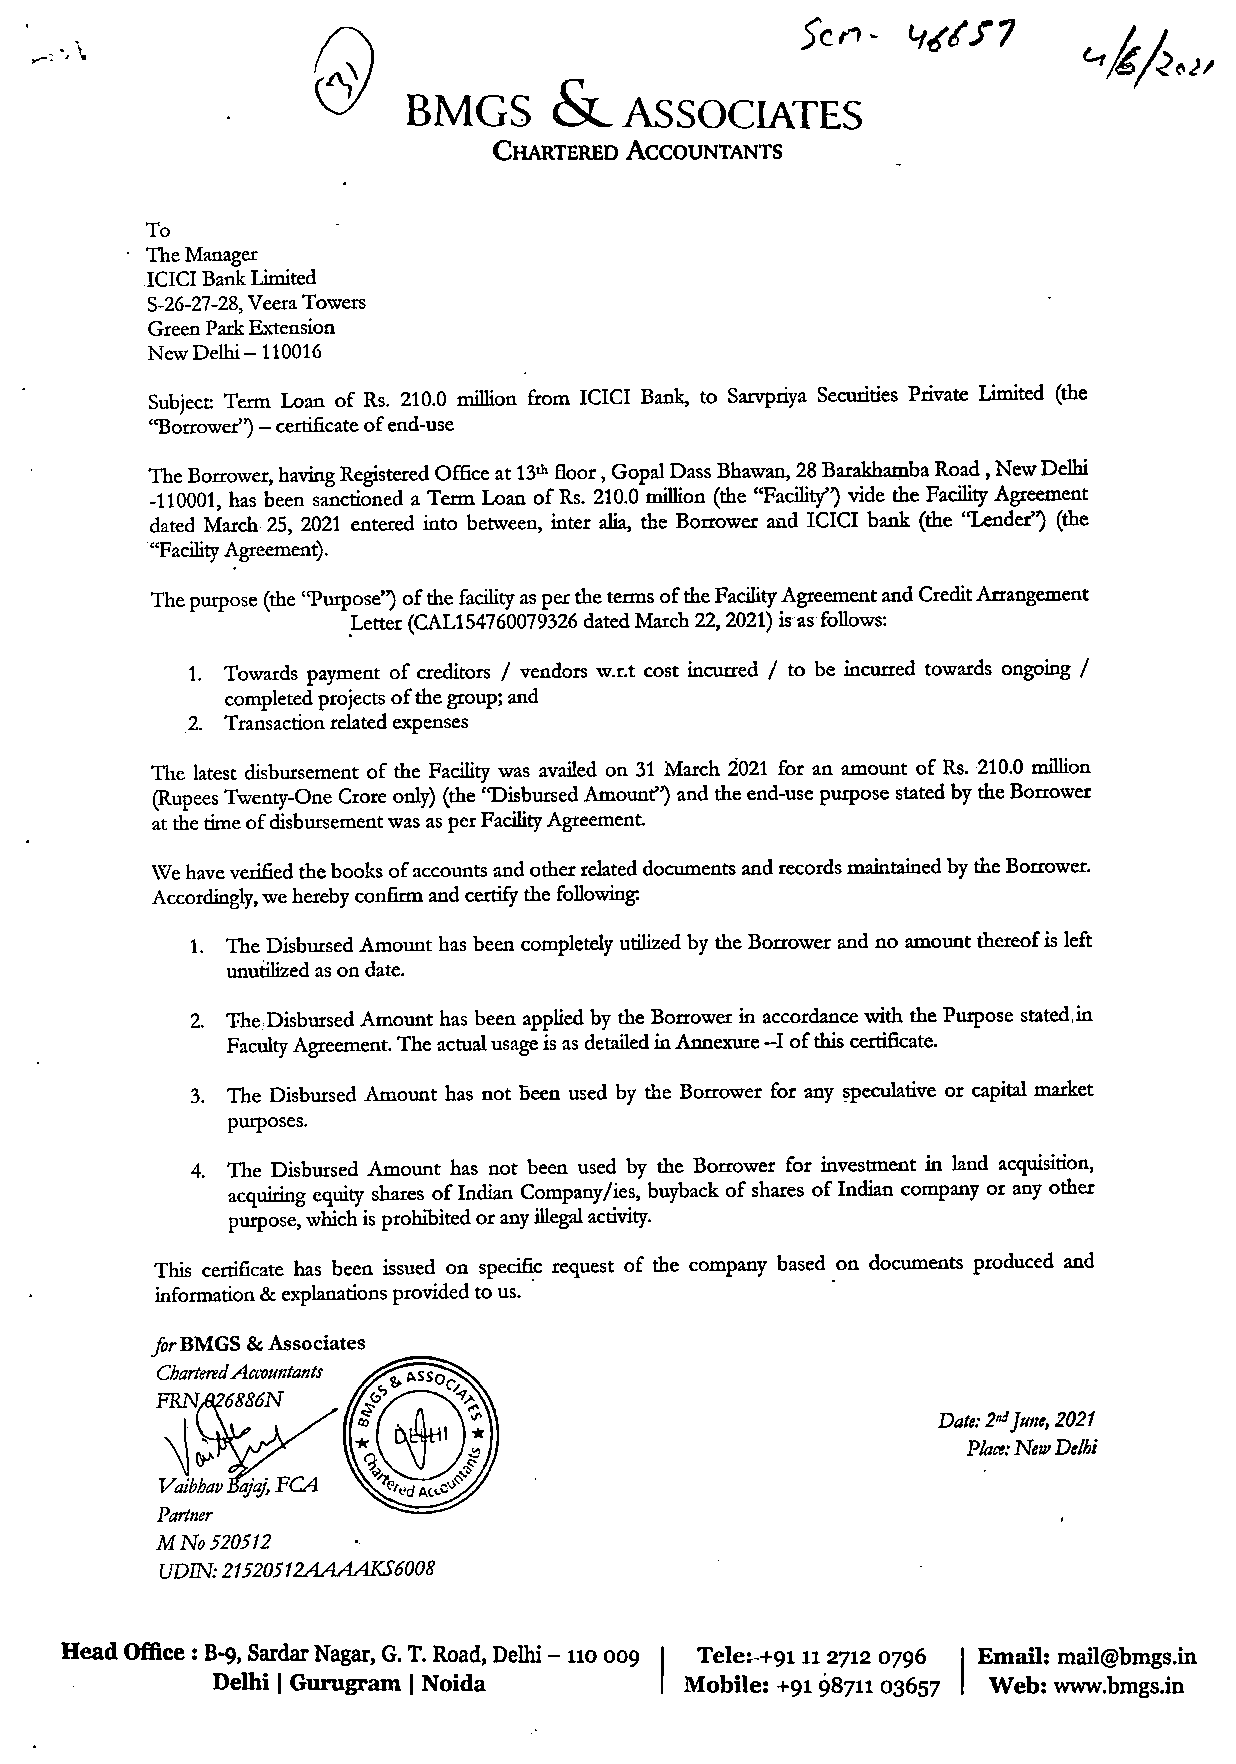 Scn- 46657
4/6/2021
(3)
BMGS & ASSOCIATES
CHARTERED ACCOUNTANTS
To
The Manager
ICICI Bank Limited
S-26-27-28, Veera Towers
Green Park Extension
New Delhi – 110016
Subject: Term Loan of Rs. 210.0 million from ICICI Bank, to Sarvpriya Securities Private Limited (the
“Borrower”) – certificate of end-use
The Borrower, having Registered Office at 13th floor , Gopal Dass Bhawan, 28 Barakhamba Road , New Delhi
-110001, has been sanctioned a Term Loan of Rs. 210.0 million (the “Facility”) vide the Facility Agreement
dated March 25, 2021 entered into between, inter alia, the Borrower and ICICI bank (the “Lender”) (the
“Facility Agreement).
The purpose (the “Purpose”) of the facility as per the terms of the Facility Agreement and Credit Arrangement
Letter (CAL154760079326 dated March 22, 2021) is as follows:
1. Towards payment of creditors / vendors w.r.t cost incurred / to be incurred towards ongoing /
completed projects of the group; and
2. Transaction related expenses
The latest disbursement of the Facility was availed on 31 March 2021 for an amount of Rs. 210.0 million
(Rupees Twenty-One Crore only) (the “Disbursed Amount”) and the end-use purpose stated by the Borrower
at the time of disbursement was as per Facility Agreement.
We have verified the books of accounts and other related documents and records maintained by the Borrower.
Accordingly, we hereby confirm and certify the following:
1. The Disbursed Amount has been completely utilized by the Borrower and no amount thereof is left
unutilized as on date.
2. The Disbursed Amount has been applied by the Borrower in accordance with the Purpose stated in
Faculty Agreement. The actual usage is as detailed in Annexure –I of this certificate.
3. The Disbursed Amount has not been used by the Borrower for any speculative or capital market
purposes.
4. The Disbursed Amount has not been used by the Borrower for investment in land acquisition,
acquiring equity shares of Indian Company/ies, buyback of shares of Indian company or any other
purpose, which is prohibited or any illegal activity.
This certificate has been issued on specific request of the company based on documents produced and
information & explanations provided to us.
for BMGS & Associates
Chartered Accountants
FRN 026886N
BMGS & ASSOCIATES
DELHI
Chartered Accountants
Date: 2nd June, 2021
Place: New Delhi
Vaibhav Bajaj, FCA
Partner
M No 520512
UDIN: 21520512AAAAKS6008
Head Office : B-9, Sardar Nagar, G. T. Road, Delhi – 110 009 | Tele:-+91 11 2712 0796 | Email: mail@bmgs.in
Delhi | Gurugram | Noida | Mobile: +91 98711 03657 | Web: www.bmgs.in